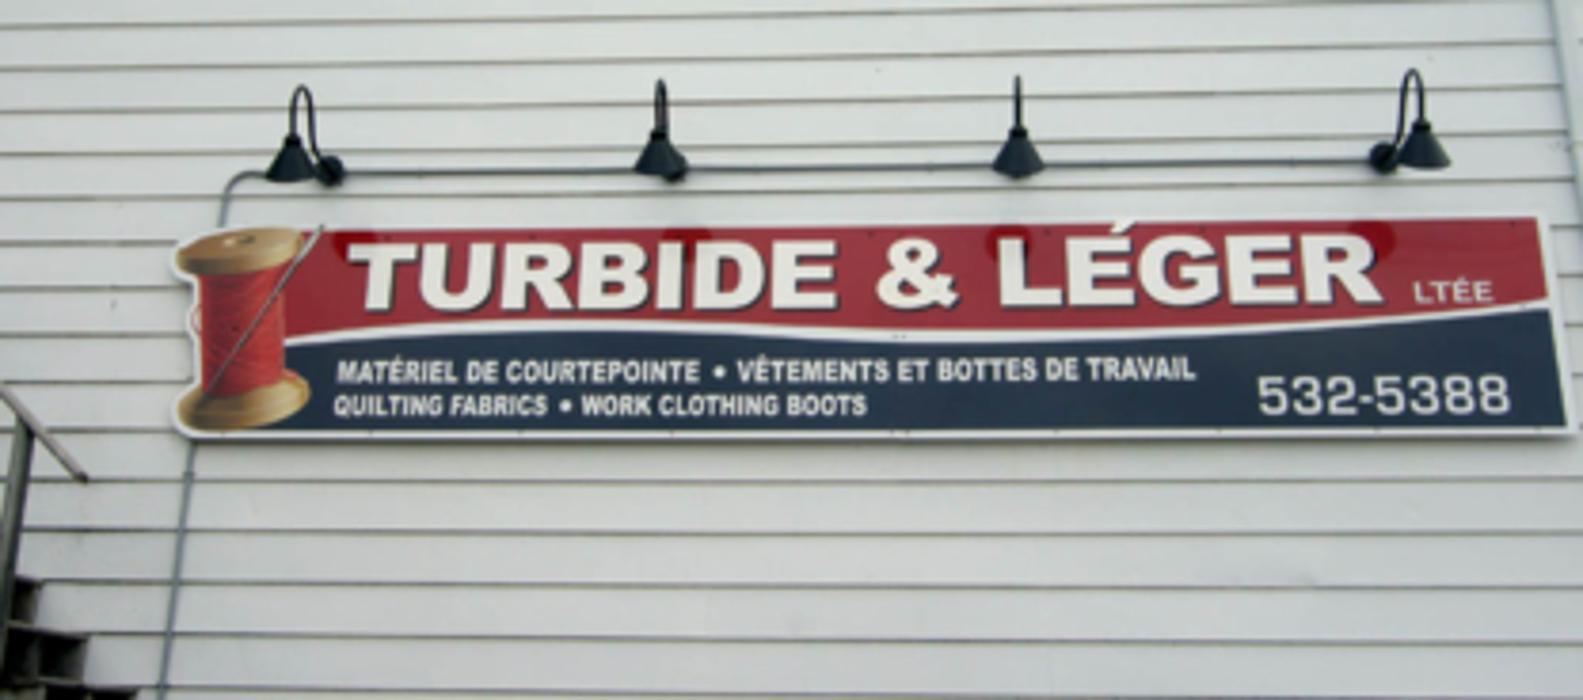 TURBIDE & LÉGER LTÉE
MATÉRIEL DE COURTEPOINTE • VÊTEMENTS ET BOTTES DE TRAVAIL
QUILTING FABRICS • WORK CLOTHING BOOTS
532-5388